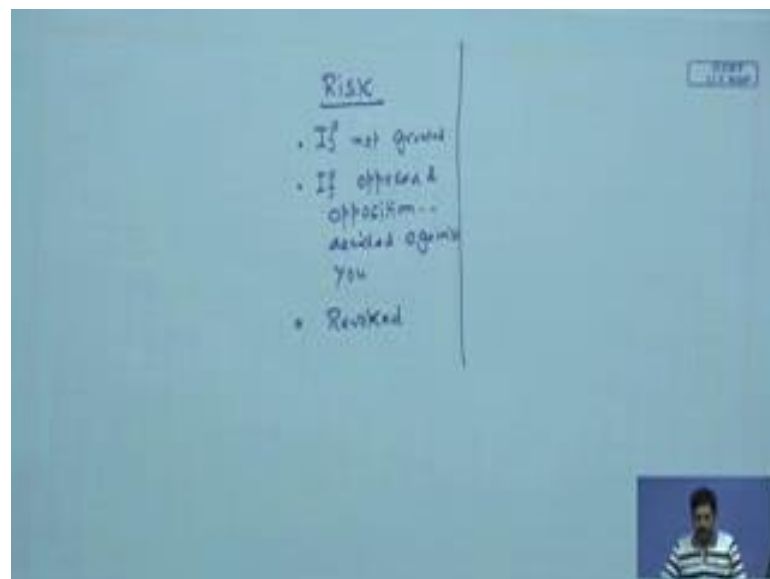 Risk
• If not granted
• If opposed &
opposition..
decided against
you
• Revoked